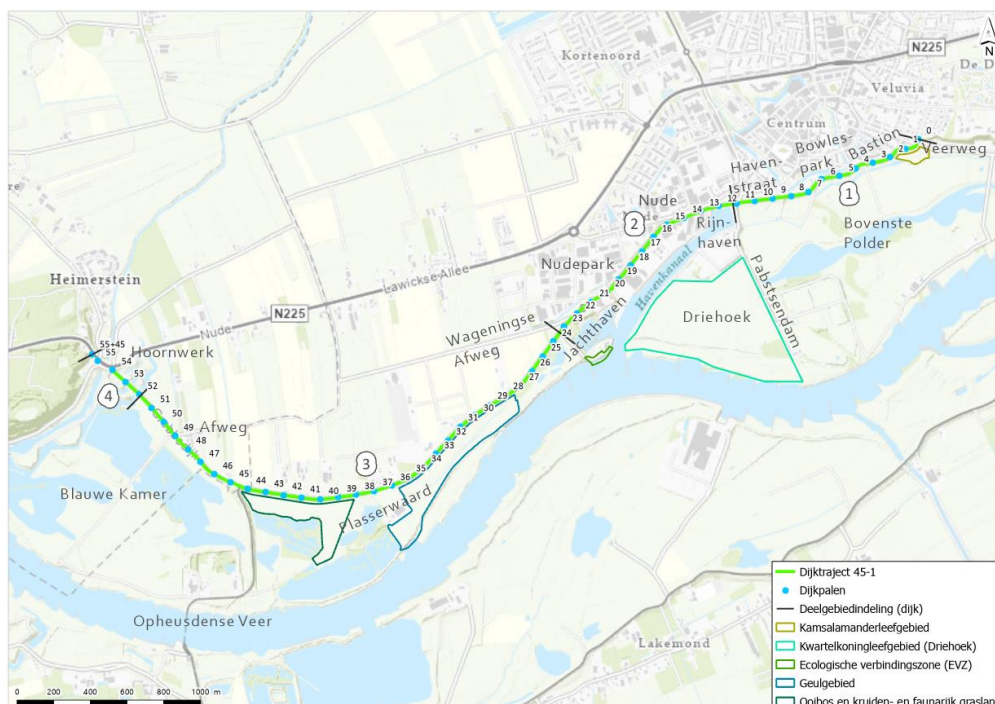 Kortenoord
N225
N
De D
Veluvia
Centrum
Bowles-
park
Bastion
Veerweg
Haven-
straat
0
1
2
3
4
5
6
7
8
9
10
11
12
13
14
15
16
17
18
19
20
21
22
23
24
25
26
27
28
29
30
31
32
33
34
35
36
37
38
39
40
41
42
43
44
45
46
47
48
49
50
51
52
53
54
55
55+45
1
2
3
4
Nude
Rijn-
haven
Bovenste
Polder
Nudepark
Havenkanaal
Pabstsendam
Driehoek
Jachthaven
Wageningse
Afweg
Lawickse Allee
N225
Nude
Heimerstein
Hoornwerk
Afweg
Blauwe Kamer
Plasserwaard
Opheusdense Veer
Lakemond
0 200 400 600 800 1000 m
Dijktraject 45-1
Dijkpalen
Deelgebiedindeling (dijk)
Kamsalamanderleefgebied
Kwartelkoningleefgebied (Driehoek)
Ecologische verbindingszone (EVZ)
Geulgebied
Ooibos en kruiden- en faunarijk graslan